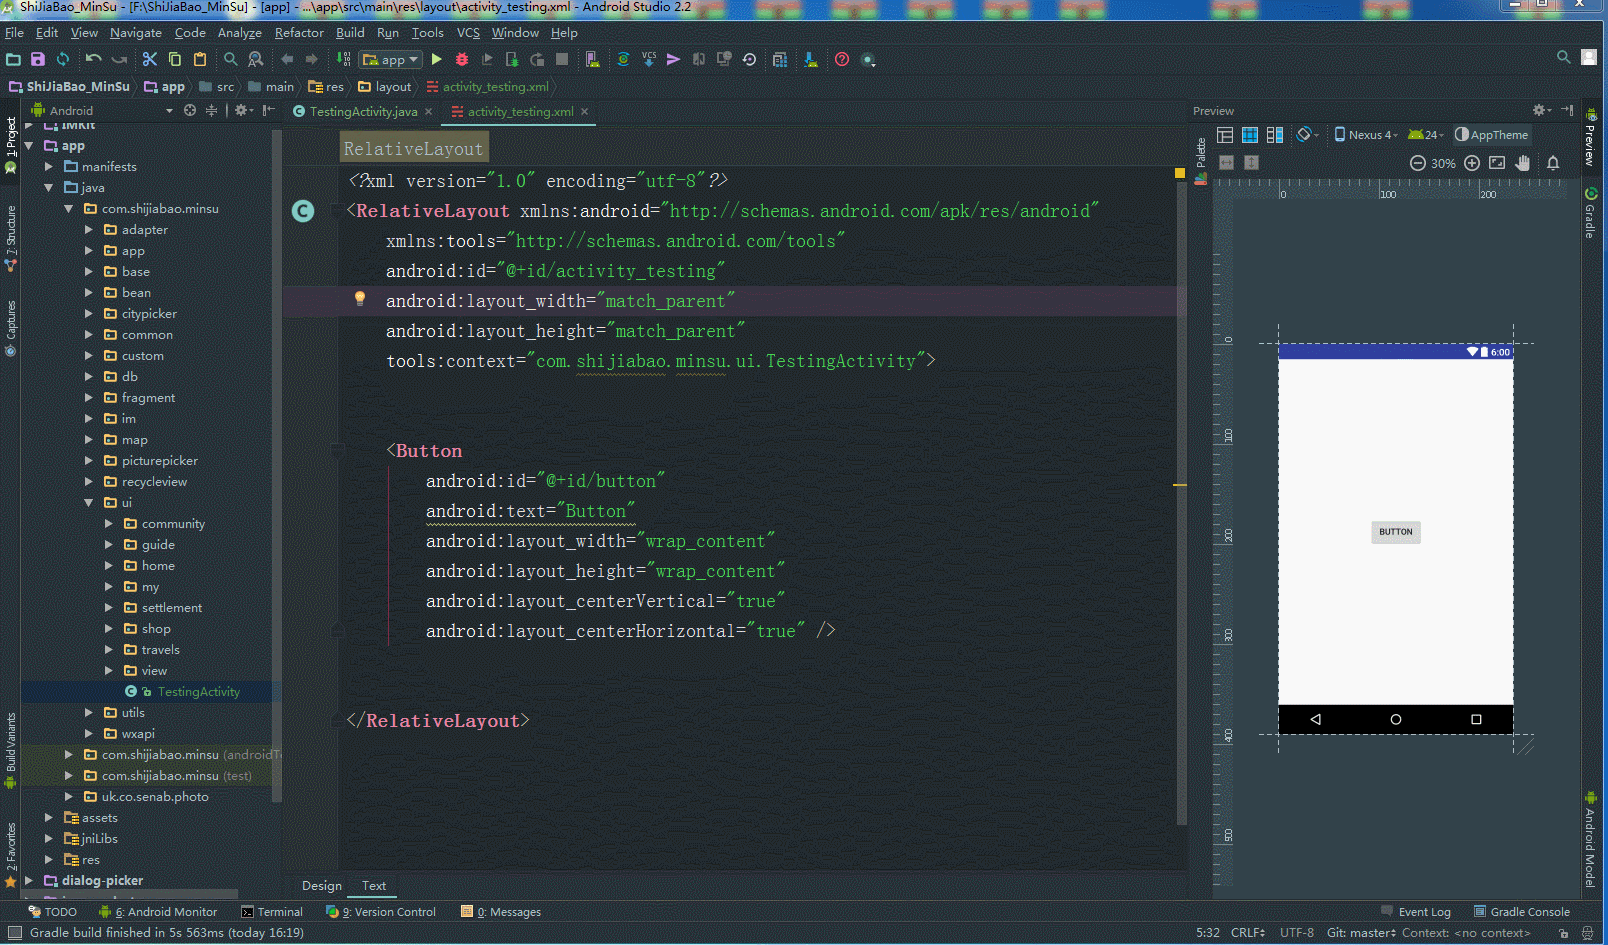 ShiJiaBao_MinSu - [F:\ShiJiaBao_MinSu] - [app] - ...\app\src\main\res\layout\activity_testing.xml - Android Studio 2.2
File Edit View Navigate Code Analyze Refactor Build Run Tools VCS Window Help
app
VCS
ShiJiaBao_MinSu app src main res layout activity_testing.xml
Android
TestingActivity.java
activity_testing.xml
Preview
1: Project
7: Structure
Captures
Build Variants
2: Favorites
IMKit
app
manifests
java
com.shijiabao.minsu
adapter
app
base
bean
citypicker
common
custom
db
fragment
im
map
picturepicker
recycleview
ui
community
guide
home
my
settlement
shop
travels
view
TestingActivity
utils
wxapi
com.shijiabao.minsu (androidT
com.shijiabao.minsu (test)
uk.co.senab.photo
assets
jniLibs
res
dialog-picker
RelativeLayout
<?xml version="1.0" encoding="utf-8"?>
<RelativeLayout xmlns:android="http://schemas.android.com/apk/res/android"
xmlns:tools="http://schemas.android.com/tools"
android:id="@+id/activity_testing"
android:layout_width="match_parent"
android:layout_height="match_parent"
tools:context="com.shijiabao.minsu.ui.TestingActivity">
<Button
android:id="@+id/button"
android:text="Button"
android:layout_width="wrap_content"
android:layout_height="wrap_content"
android:layout_centerVertical="true"
android:layout_centerHorizontal="true" />
</RelativeLayout>
Design Text
Palette
Nexus 4 24 AppTheme
30%
0 100 200
0
100
200
300
400
500
6:00
BUTTON
Preview
Gradle
Android Model
TODO 6: Android Monitor Terminal 9: Version Control 0: Messages Event Log Gradle Console
Gradle build finished in 5s 563ms (today 16:19) 5:32 CRLF UTF-8 Git: master Context: <no context>